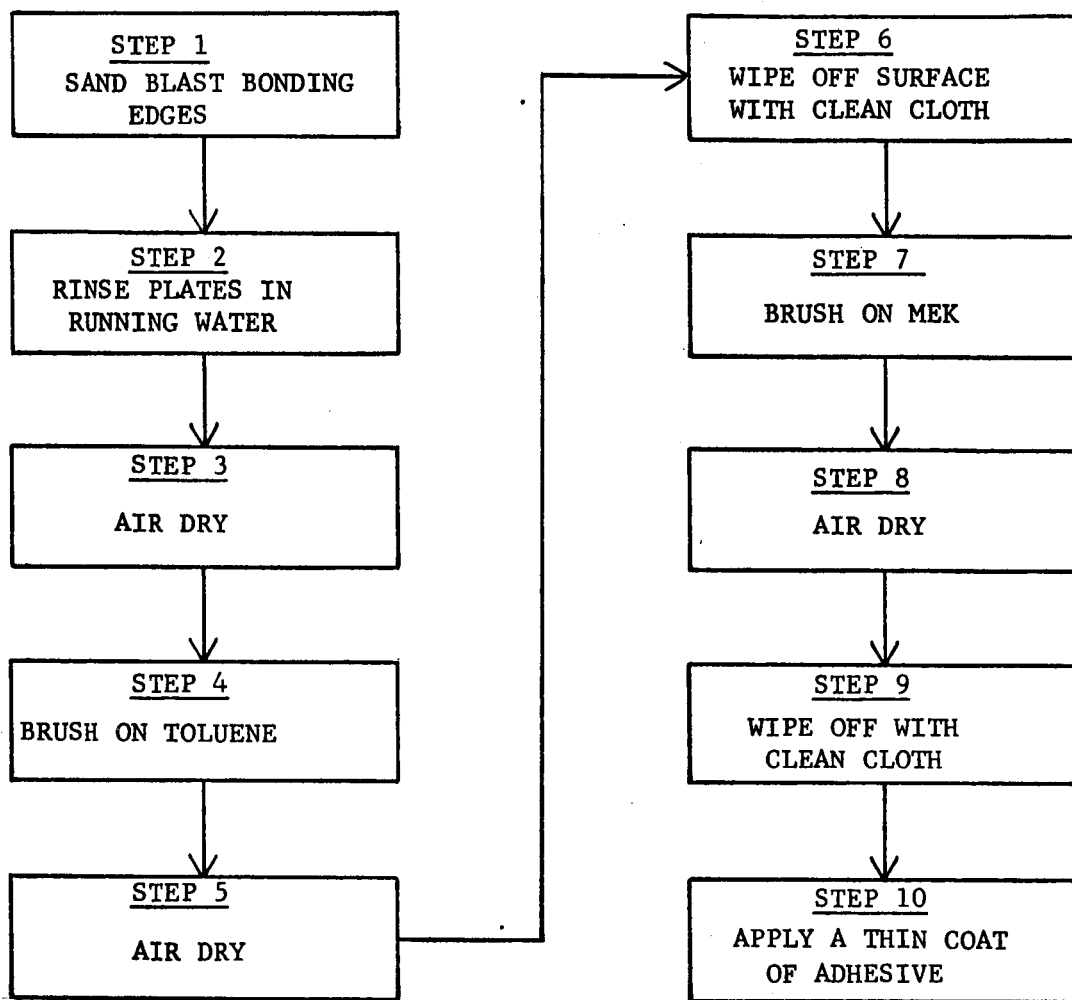 STEP 1
SAND BLAST BONDING
EDGES
STEP 2
RINSE PLATES IN
RUNNING WATER
STEP 3
AIR DRY
STEP 4
BRUSH ON TOLUENE
STEP 5
AIR DRY
STEP 6
WIPE OFF SURFACE
WITH CLEAN CLOTH
STEP 7
BRUSH ON MEK
STEP 8
AIR DRY
STEP 9
WIPE OFF WITH
CLEAN CLOTH
STEP 10
APPLY A THIN COAT
OF ADHESIVE